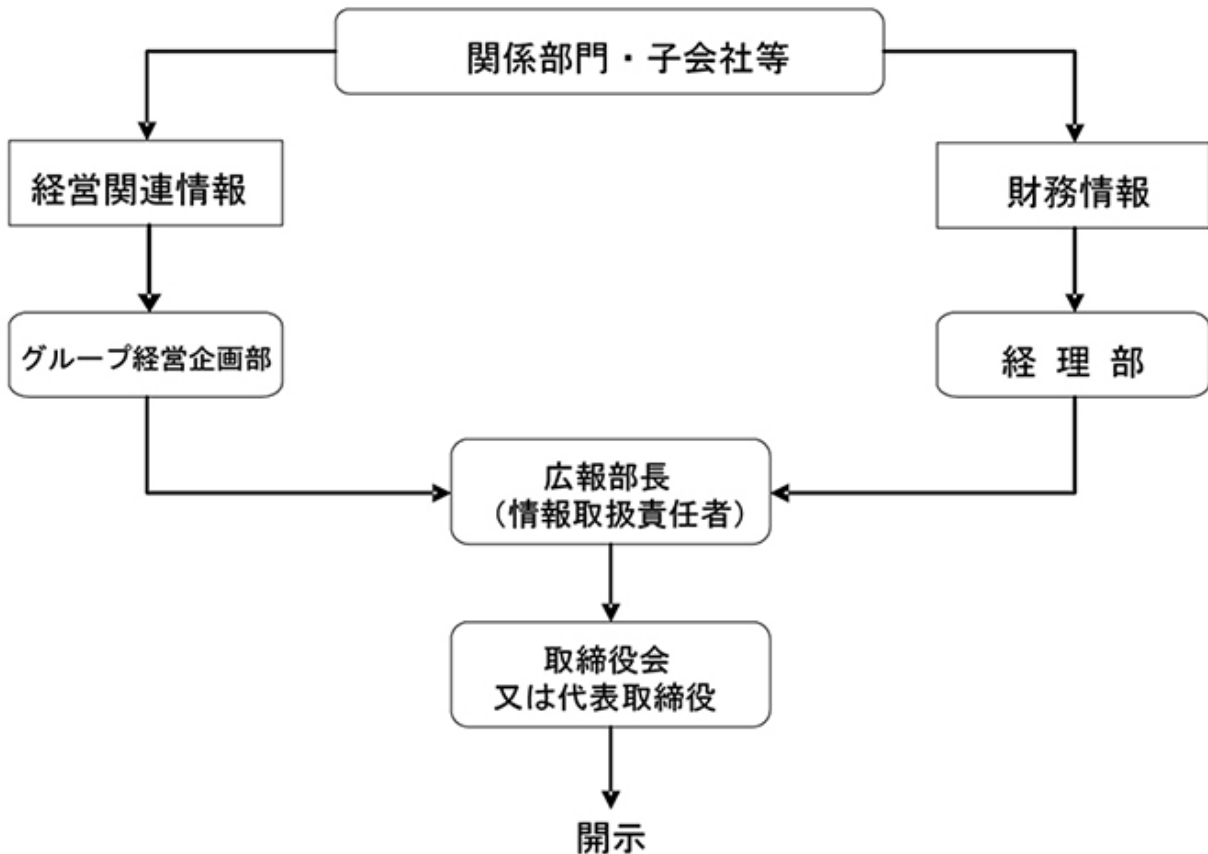 関係部門・子会社等
経営関連情報
財務情報
グループ経営企画部
経 理 部
広報部長
（情報取扱責任者）
取締役会
又は代表取締役
開示